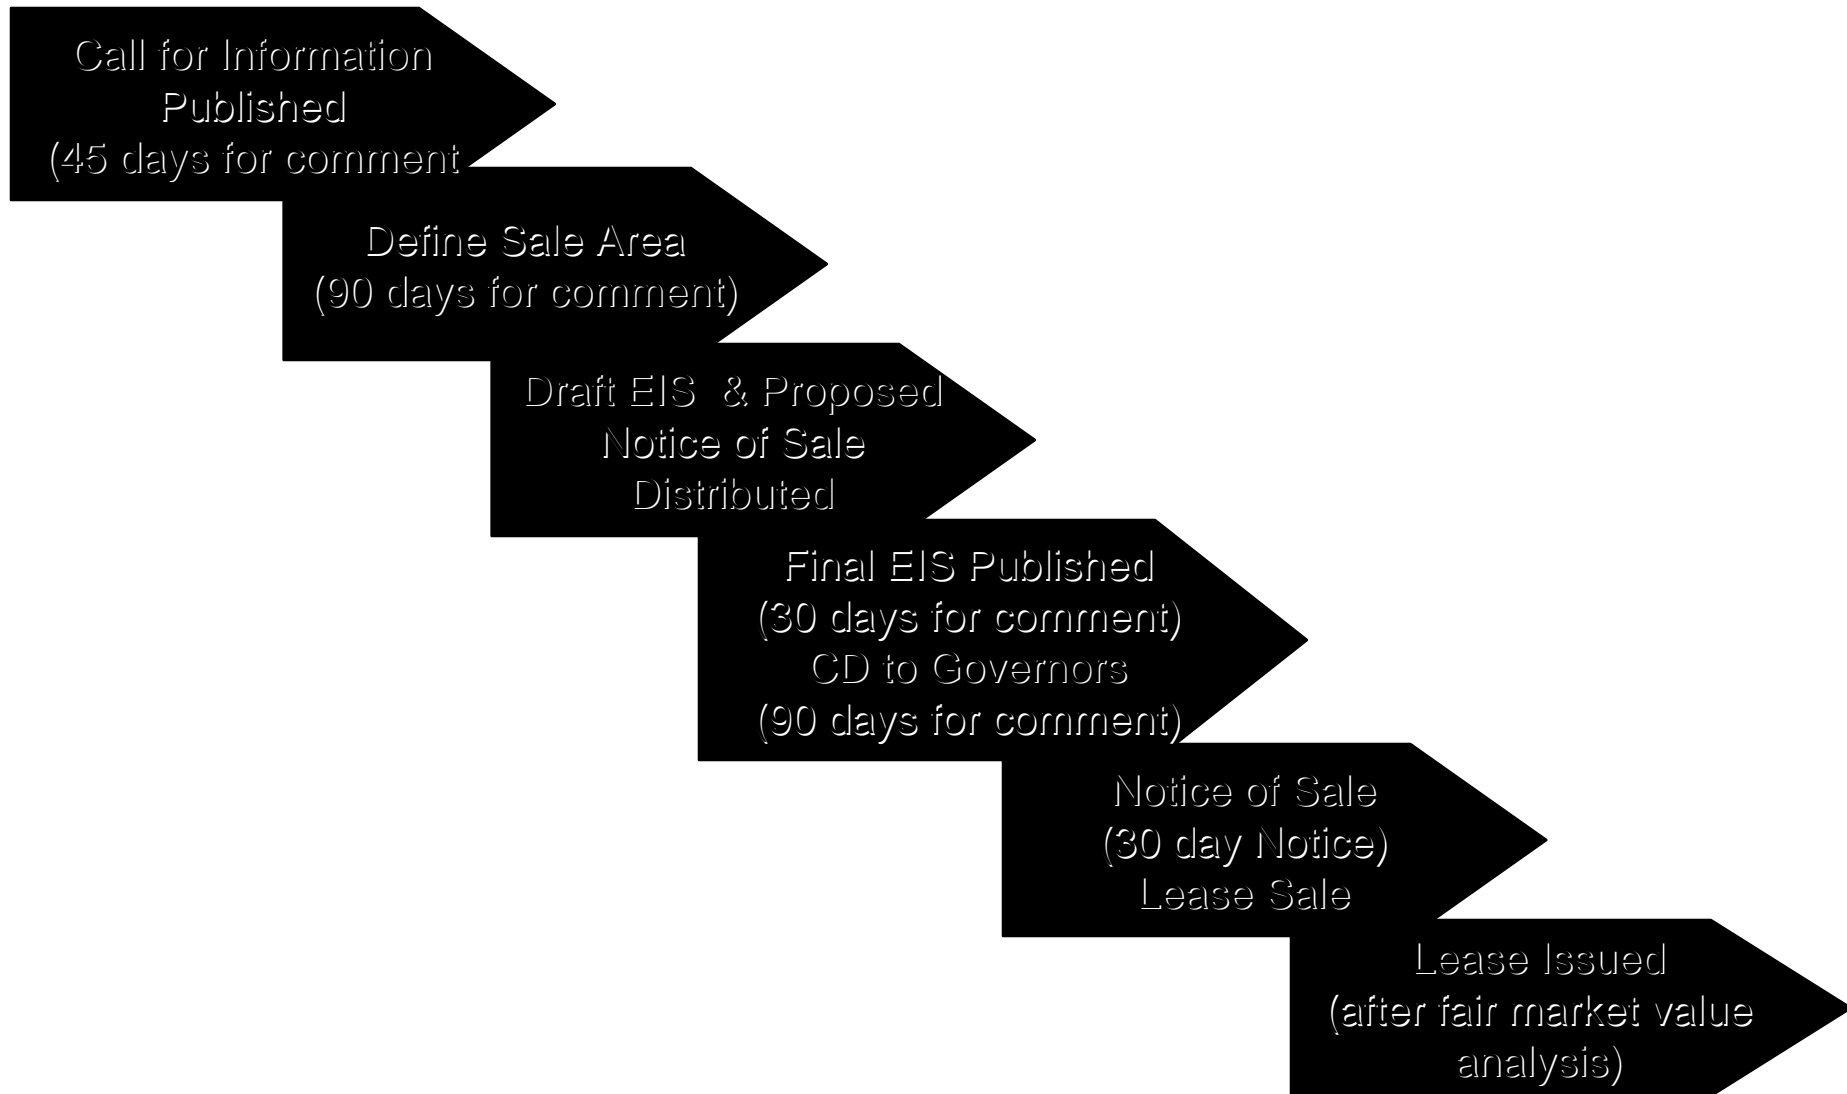 Call for Information
Published
(45 days for comment
Define Sale Area
(90 days for comment)
Draft EIS  & Proposed
Notice of Sale
Distributed
Final EIS Published
(30 days for comment)
CD to Governors
(90 days for comment)
Notice of Sale
(30 day Notice)
Lease Sale
Lease Issued
(after fair market value
analysis)